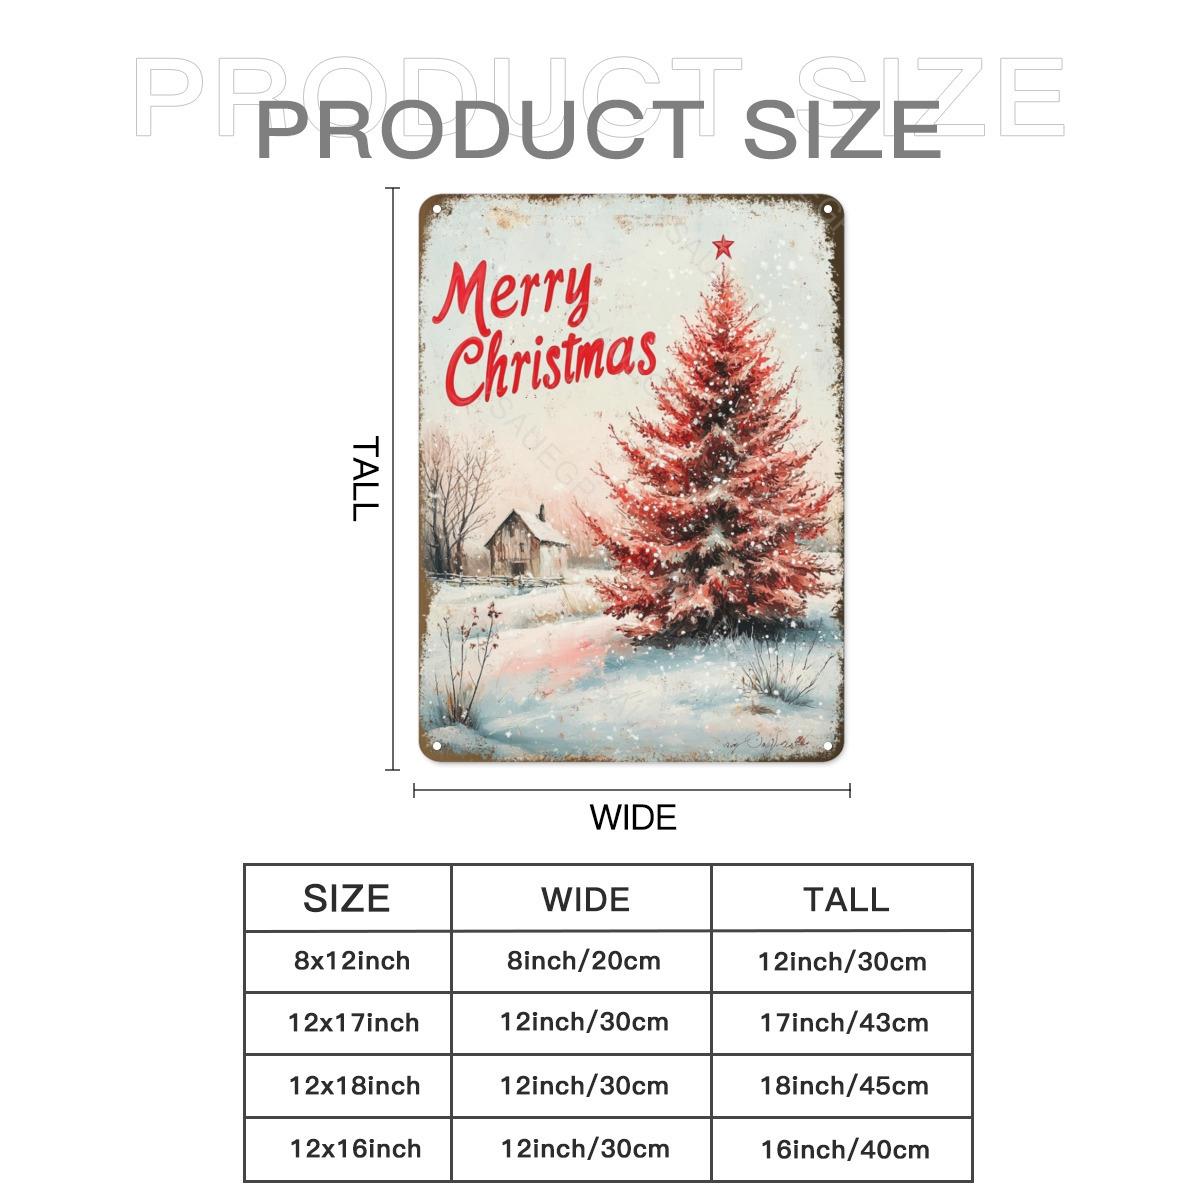 PRODUCT SIZE
PRODUCT SIZE
Merry
Christmas
TALL
WIDE
SIZE WIDE TALL
8x12inch 8inch/20cm 12inch/30cm
12x17inch 12inch/30cm 17inch/43cm
12x18inch 12inch/30cm 18inch/45cm
12x16inch 12inch/30cm 16inch/40cm